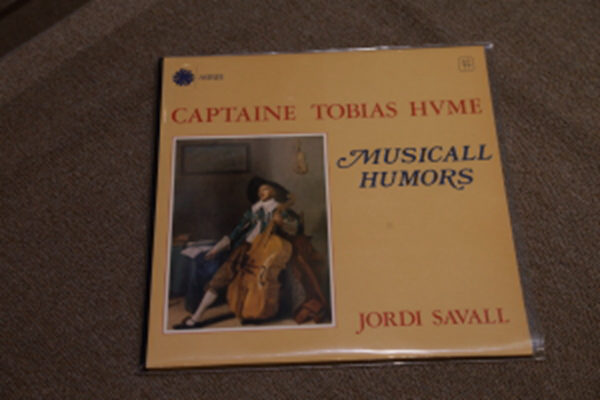 CAPTAINE TOBIAS HVME
MUSICALL
HUMORS
JORDI SAVALL